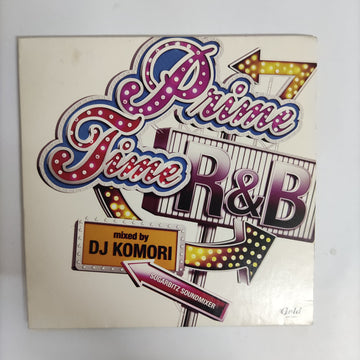 Prime
Time
R&B
mixed by
DJ KOMORI
SUGARBITZ SOUNDMIXER
Gold